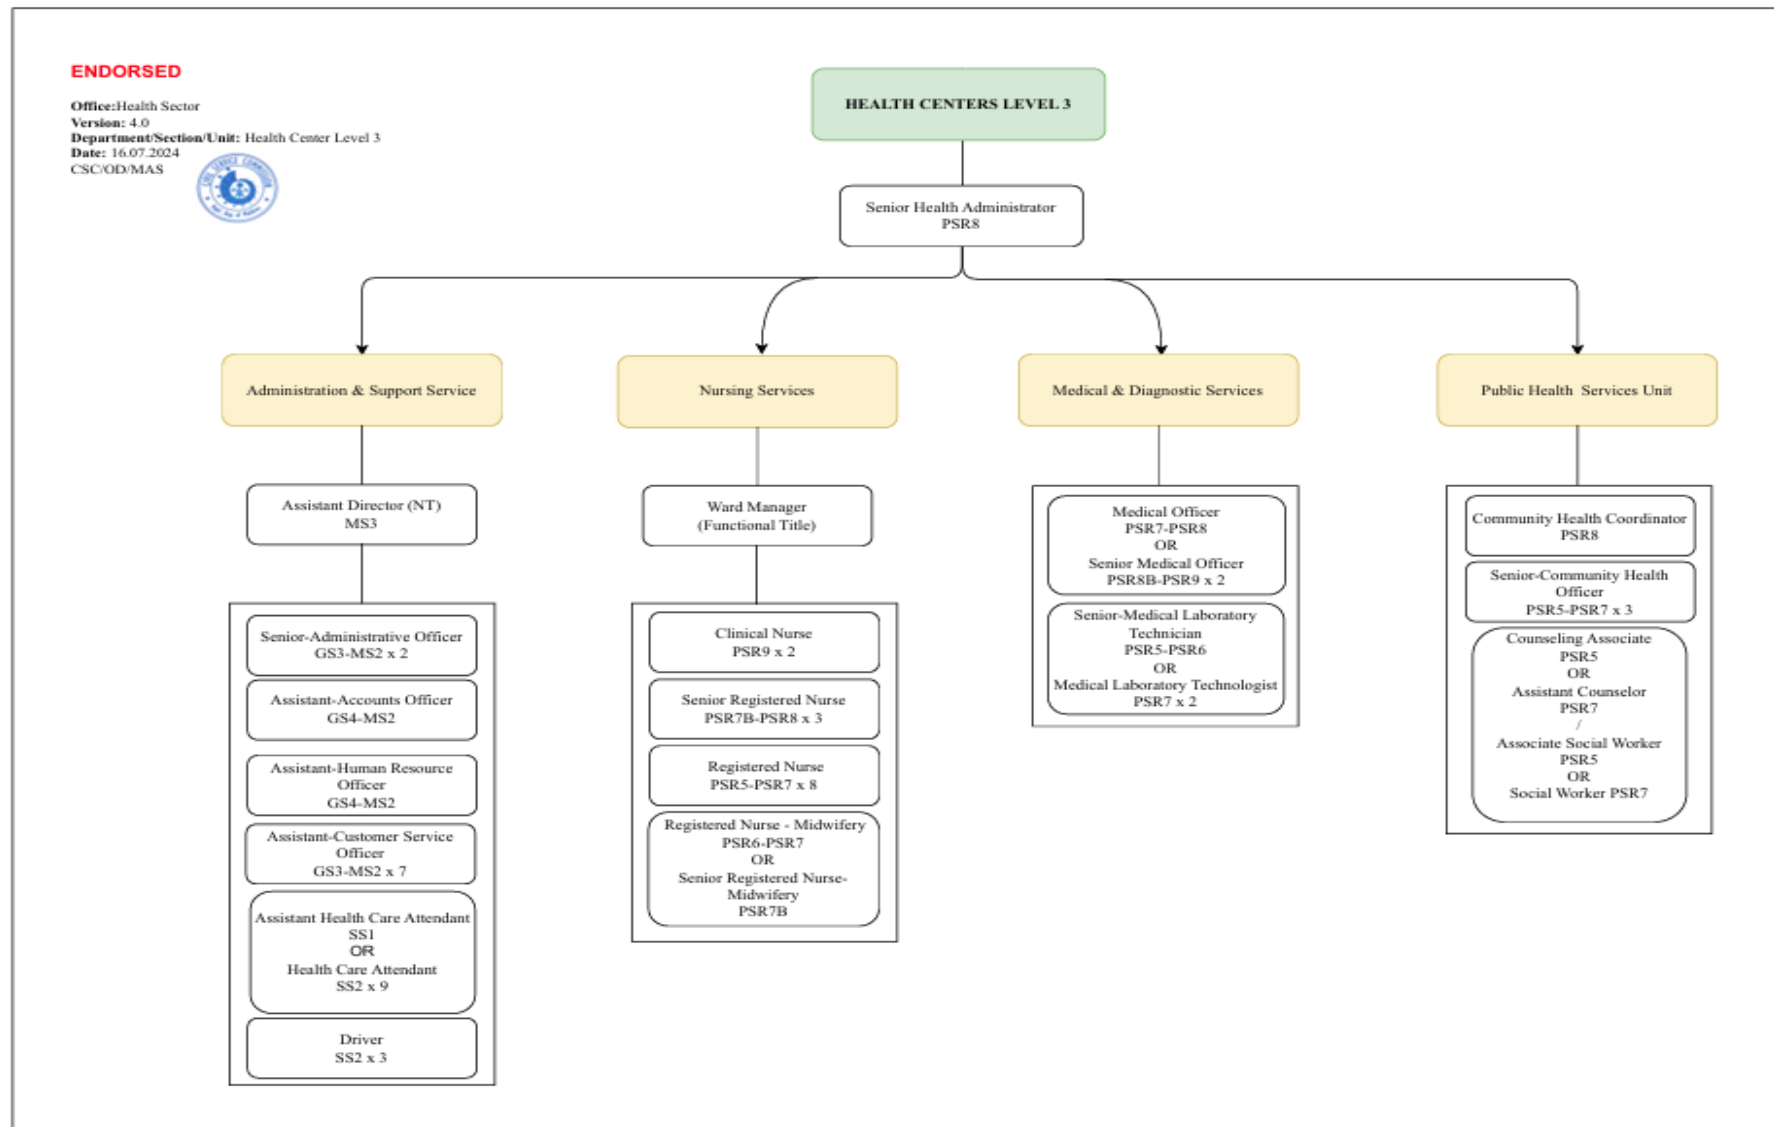 ENDORSED
Office:Health Sector
Version: 4.0
Department/Section/Unit: Health Center Level 3
Date: 16.07.2024
CSC/OD/MAS
CIVIL SERVICE COMMISSION
HEALTH CENTERS LEVEL 3
Senior Health Administrator
PSR8
Administration & Support Service
Assistant Director (NT)
MS3
Senior-Administrative Officer
GS3-MS2 x 2
Assistant-Accounts Officer
GS4-MS2
Assistant-Human Resource
Officer
GS4-MS2
Assistant-Customer Service
Officer
GS3-MS2 x 7
Assistant Health Care Attendant
SS1
OR
Health Care Attendant
SS2 x 9
Driver
SS2 x 3
Nursing Services
Ward Manager
(Functional Title)
Clinical Nurse
PSR9 x 2
Senior Registered Nurse
PSR7B-PSR8 x 3
Registered Nurse
PSR5-PSR7 x 8
Registered Nurse - Midwifery
PSR6-PSR7
OR
Senior Registered Nurse-
Midwifery
PSR7B
Medical & Diagnostic Services
Medical Officer
PSR7-PSR8
OR
Senior Medical Officer
PSR8B-PSR9 x 2
Senior-Medical Laboratory
Technician
PSR5-PSR6
OR
Medical Laboratory Technologist
PSR7 x 2
Public Health  Services Unit
Community Health Coordinator
PSR8
Senior-Community Health
Officer
PSR5-PSR7 x 3
Counseling Associate
PSR5
OR
Assistant Counselor
PSR7
/
Associate Social Worker
PSR5
OR
Social Worker PSR7